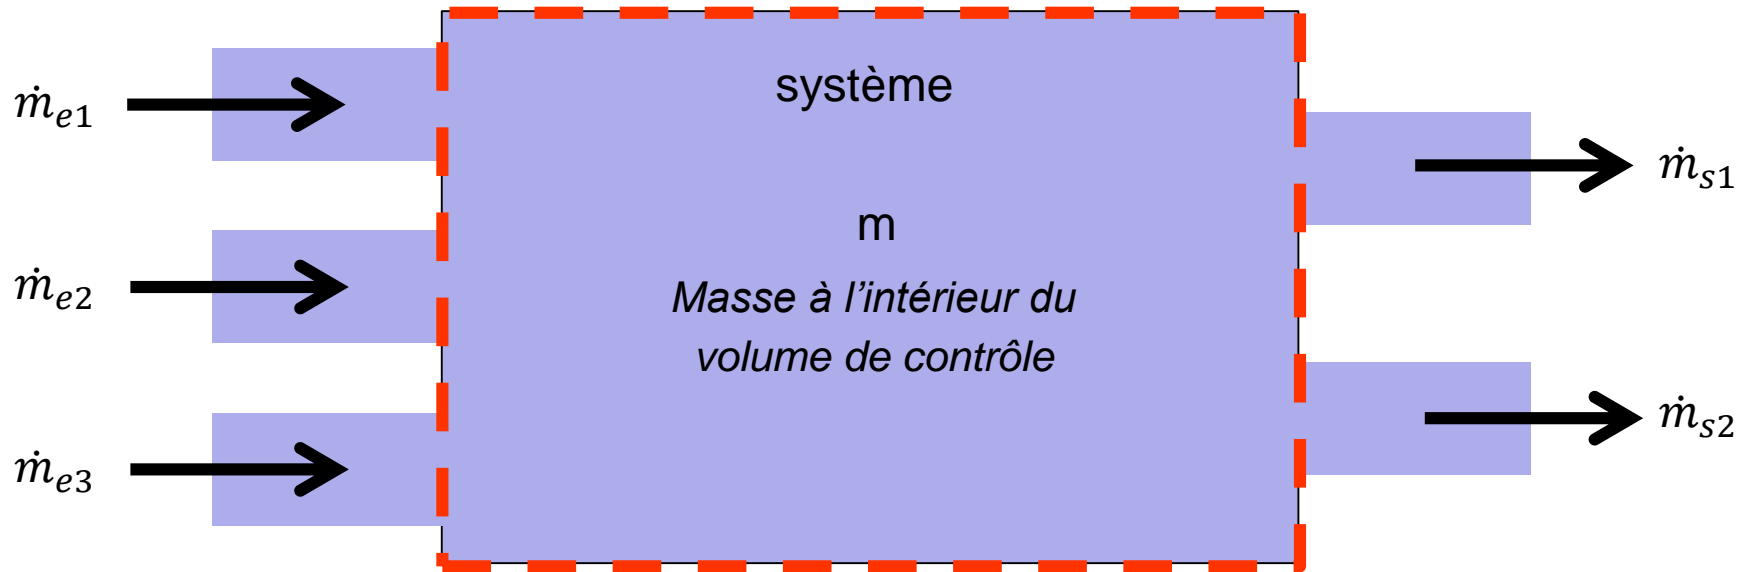 système
ṁe1
ṁs1
m
ṁe2
Masse à l’intérieur du
volume de contrôle
ṁs2
ṁe3